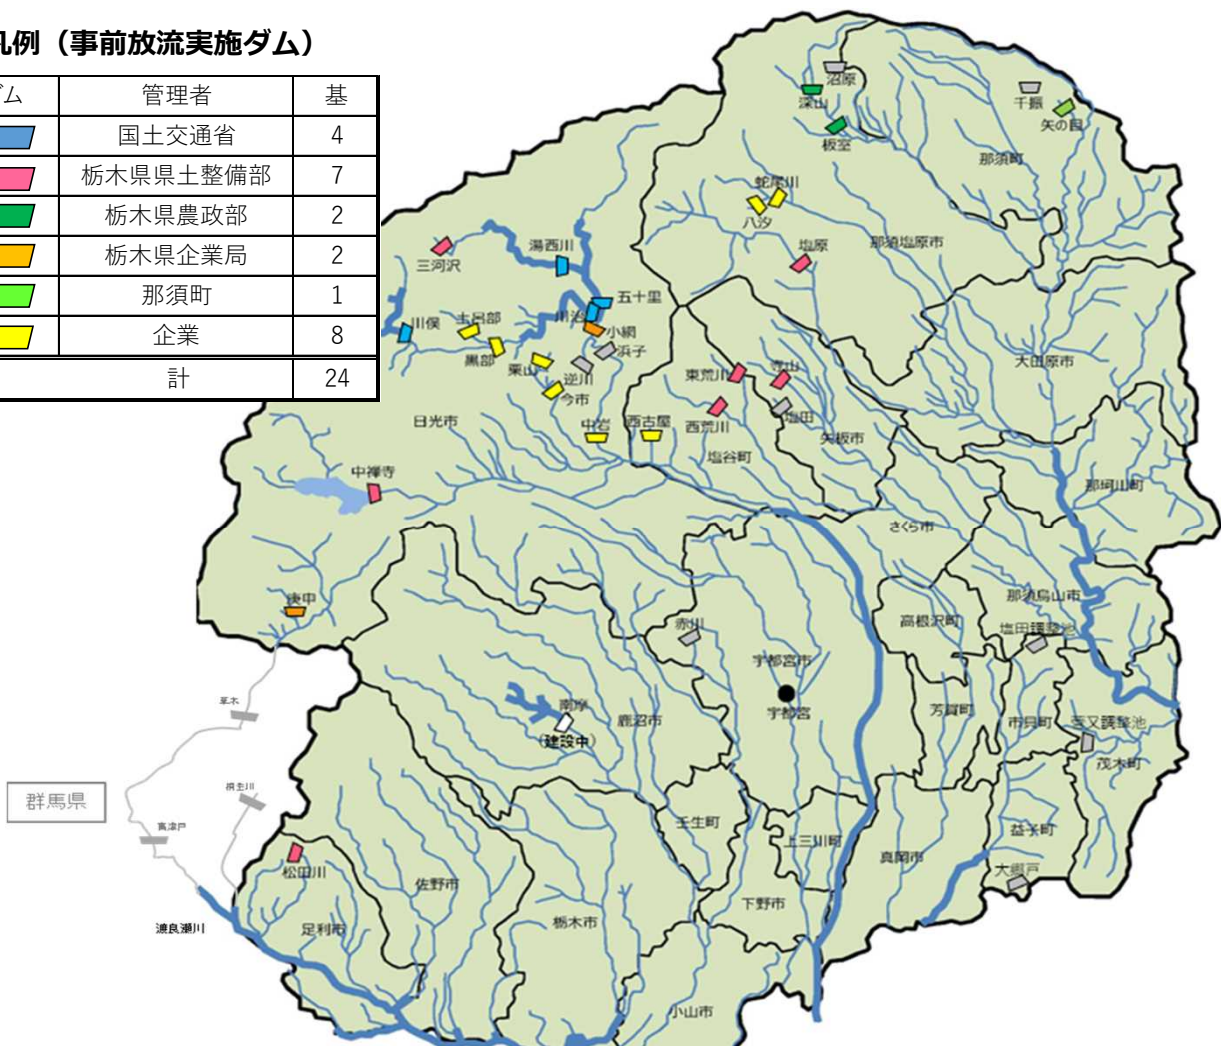 凡例（事前放流実施ダム）
ダム 管理者 基
国土交通省 4
栃木県県土整備部 7
栃木県農政部 2
栃木県企業局 2
那須町 1
企業 8
計 24
沼原
深山
板室
千振
矢の目
那須町
蛇尾川
八汐
塩原
那須塩原市
三河沢
湯西川
五十里
川治
小網
浜子
川俣
土呂部
黒部
栗山
逆川
今市
日光市
中岩
西古屋
東荒川
寺山
西荒川
塩田
矢板市
塩谷町
大田原市
那珂川町
さくら市
中禅寺
庚申
那須烏山市
塩田調整池
高根沢町
赤川
宇都宮市
宇都宮
南摩
（建設中）
鹿沼市
芳賀町
市貝町
菅又調整池
茂木町
草木
桐生川
高津戸
群馬県
渡良瀬川
松田川
足利市
佐野市
栃木市
壬生町
上三川町
下野市
真岡市
益子町
大郷戸
小山市